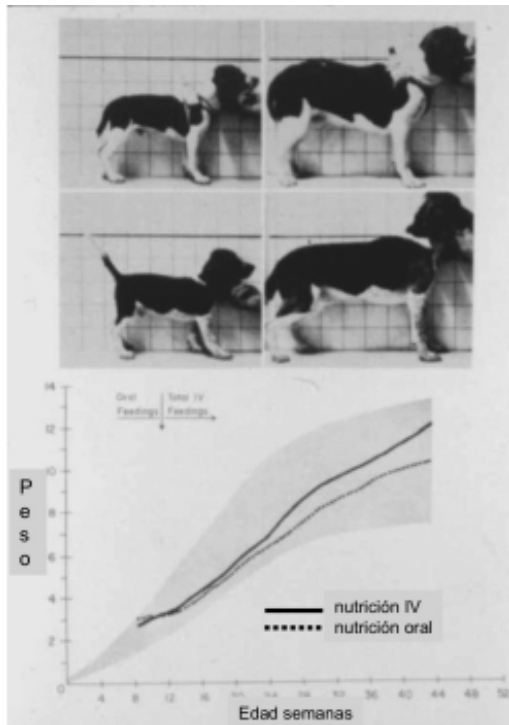 Oral
Feedings
Total IV
Feedings
14
12
10
8
6
4
2
P
e
s
o
nutrición IV
nutrición oral
0 4 8 12 16 20 24 28 32 36 40 44 48 52
Edad semanas